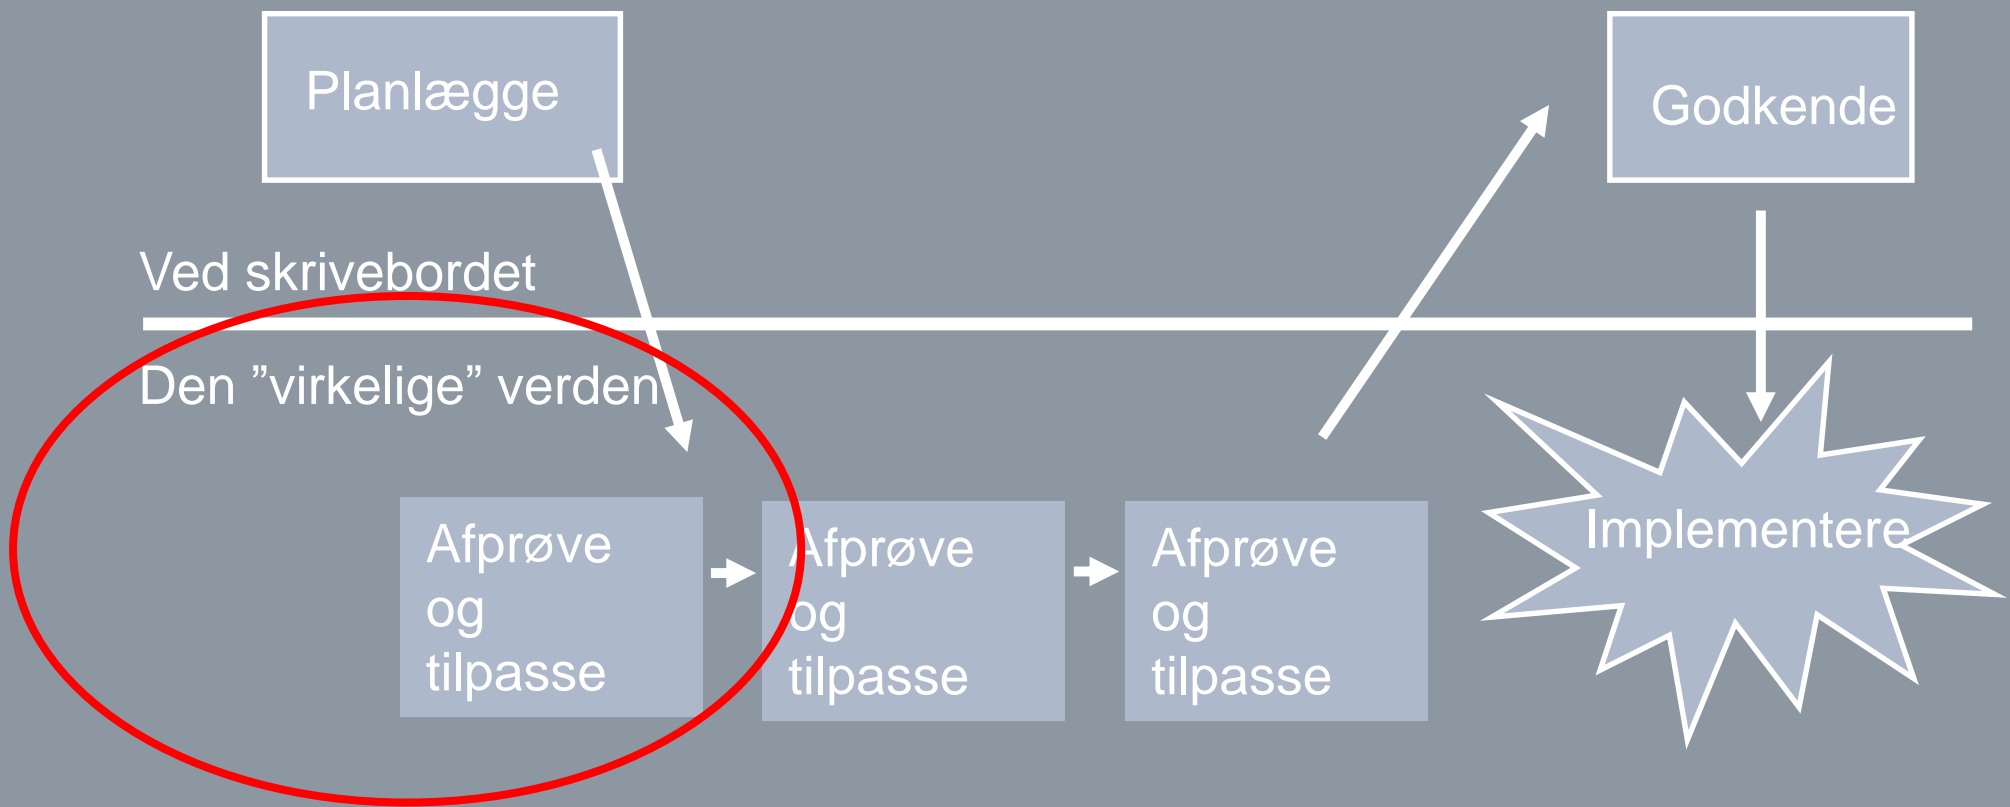 Planlægge
Godkende
Ved skrivebordet
Den ”virkelige” verden
Afprøve
og
tilpasse
Afprøve
og
tilpasse
Afprøve
og
tilpasse
Implementere